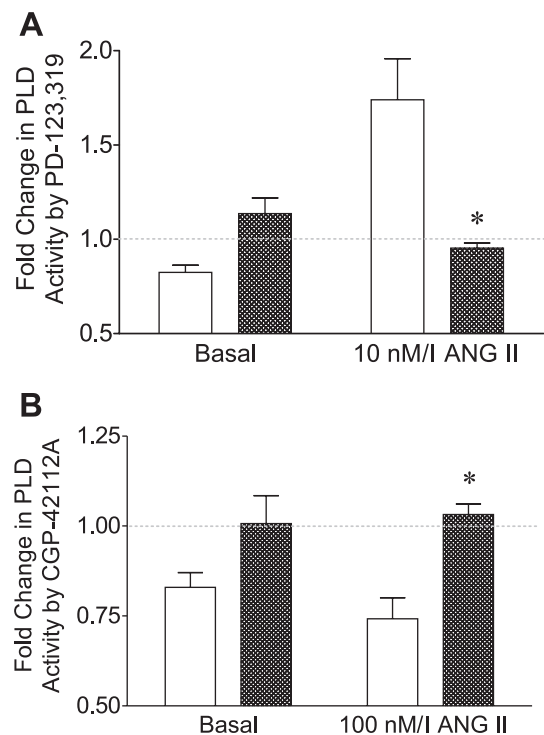 A
Fold Change in PLD
Activity by PD-123,319
2.0
1.5
1.0
0.5
*
Basal
10 nM/l ANG II
B
Fold Change in PLD
Activity by CGP-42112A
1.25
1.00
0.75
0.50
*
Basal
100 nM/l ANG II